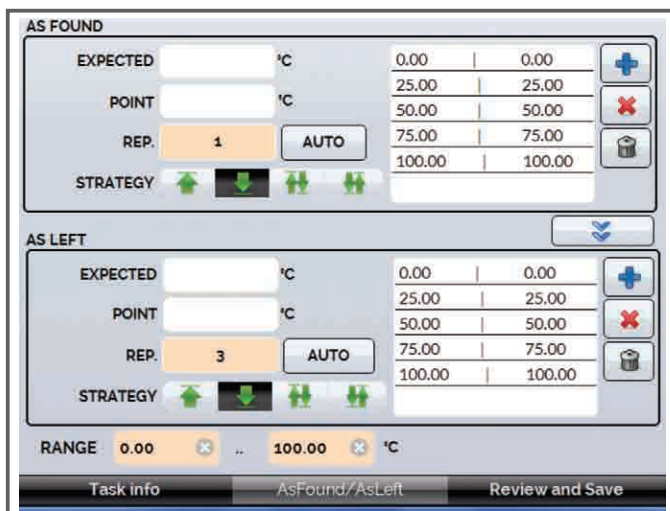 AS FOUND
EXPECTED °C
POINT °C
REP. 1 AUTO
STRATEGY
0.00 | 0.00
25.00 | 25.00
50.00 | 50.00
75.00 | 75.00
100.00 | 100.00
AS LEFT
EXPECTED °C
POINT °C
REP. 3 AUTO
STRATEGY
0.00 | 0.00
25.00 | 25.00
50.00 | 50.00
75.00 | 75.00
100.00 | 100.00
RANGE 0.00 .. 100.00 °C
Task info AsFound/AsLeft Review and Save